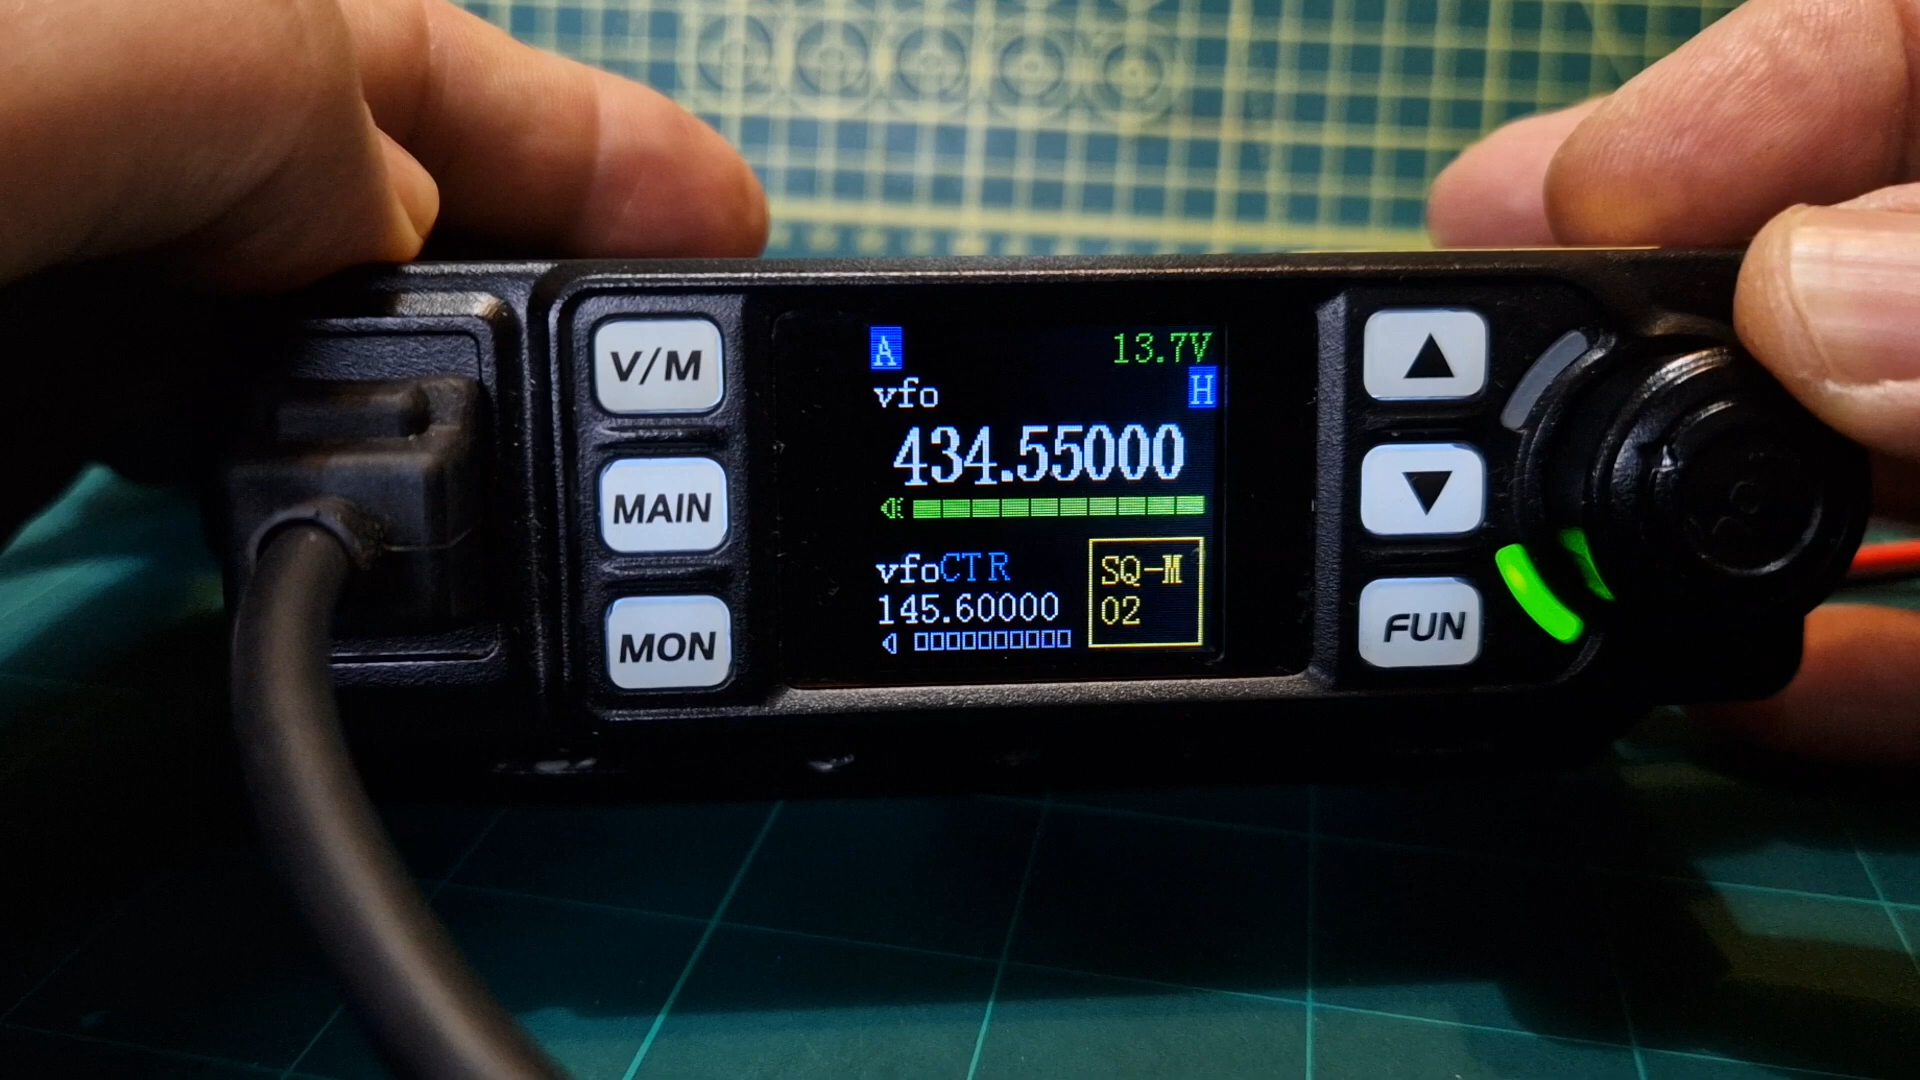 V/M
MAIN
MON
A 13.7V
vfo H
434.55000
vfoCTR
145.60000
SQ-M
02
▲
▼
FUN